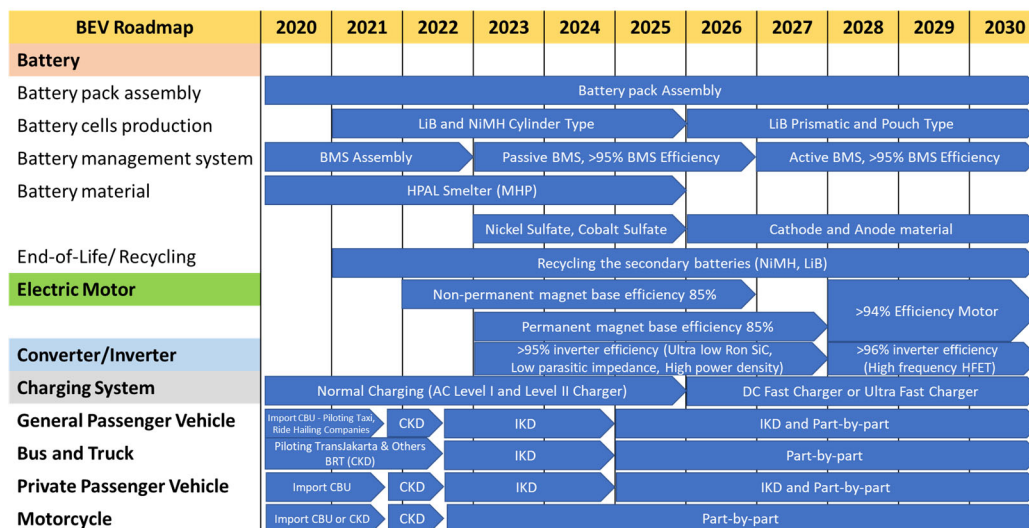 BEV Roadmap 2020 2021 2022 2023 2024 2025 2026 2027 2028 2029 2030
Battery
Battery pack assembly Battery pack Assembly
Battery cells production LiB and NiMH Cylinder Type LiB Prismatic and Pouch Type
Battery management system BMS Assembly Passive BMS, >95% BMS Efficiency Active BMS, >95% BMS Efficiency
Battery material HPAL Smelter (MHP)
Nickel Sulfate, Cobalt Sulfate Cathode and Anode material
End-of-Life/ Recycling Recycling the secondary batteries (NiMH, LiB)
Electric Motor Non-permanent magnet base efficiency 85%
>94% Efficiency Motor
Permanent magnet base efficiency 85%
Converter/Inverter >95% inverter efficiency (Ultra low Ron SiC, >96% inverter efficiency
Low parasitic impedance, High power density) (High frequency HFET)
Charging System Normal Charging (AC Level I and Level II Charger) DC Fast Charger or Ultra Fast Charger
General Passenger Vehicle Import CBU - Piloting Taxi, CKD IKD IKD and Part-by-part
Ride Hailing Companies
Bus and Truck Piloting TransJakarta & Others IKD Part-by-part
BRT (CKD)
Private Passenger Vehicle Import CBU CKD IKD IKD and Part-by-part
Motorcycle Import CBU or CKD CKD Part-by-part